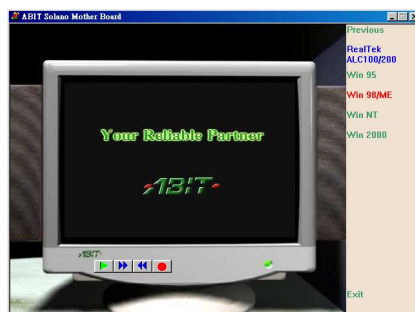 ABIT Solano Mother Board
Previous
RealTek
ALC100/200
Win 95
Win 98/ME
Win NT
Win 2000
Your Reliable Partner
ABIT
ABIT
Exit